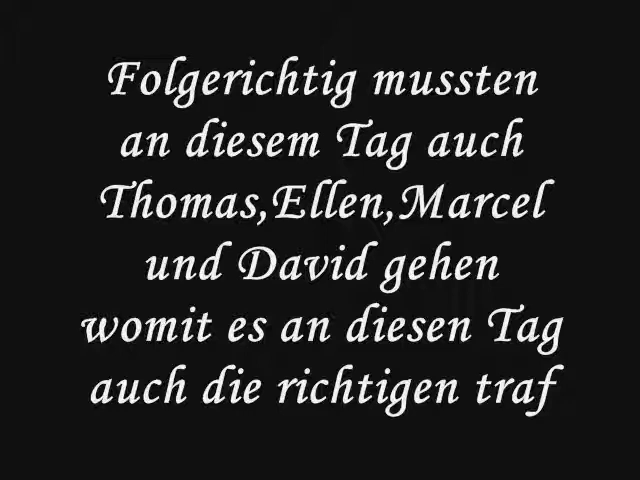 Folgerichtig mussten
an diesem Tag auch
Thomas,Ellen,Marcel
und David gehen
womit es an diesen Tag
auch die richtigen traf